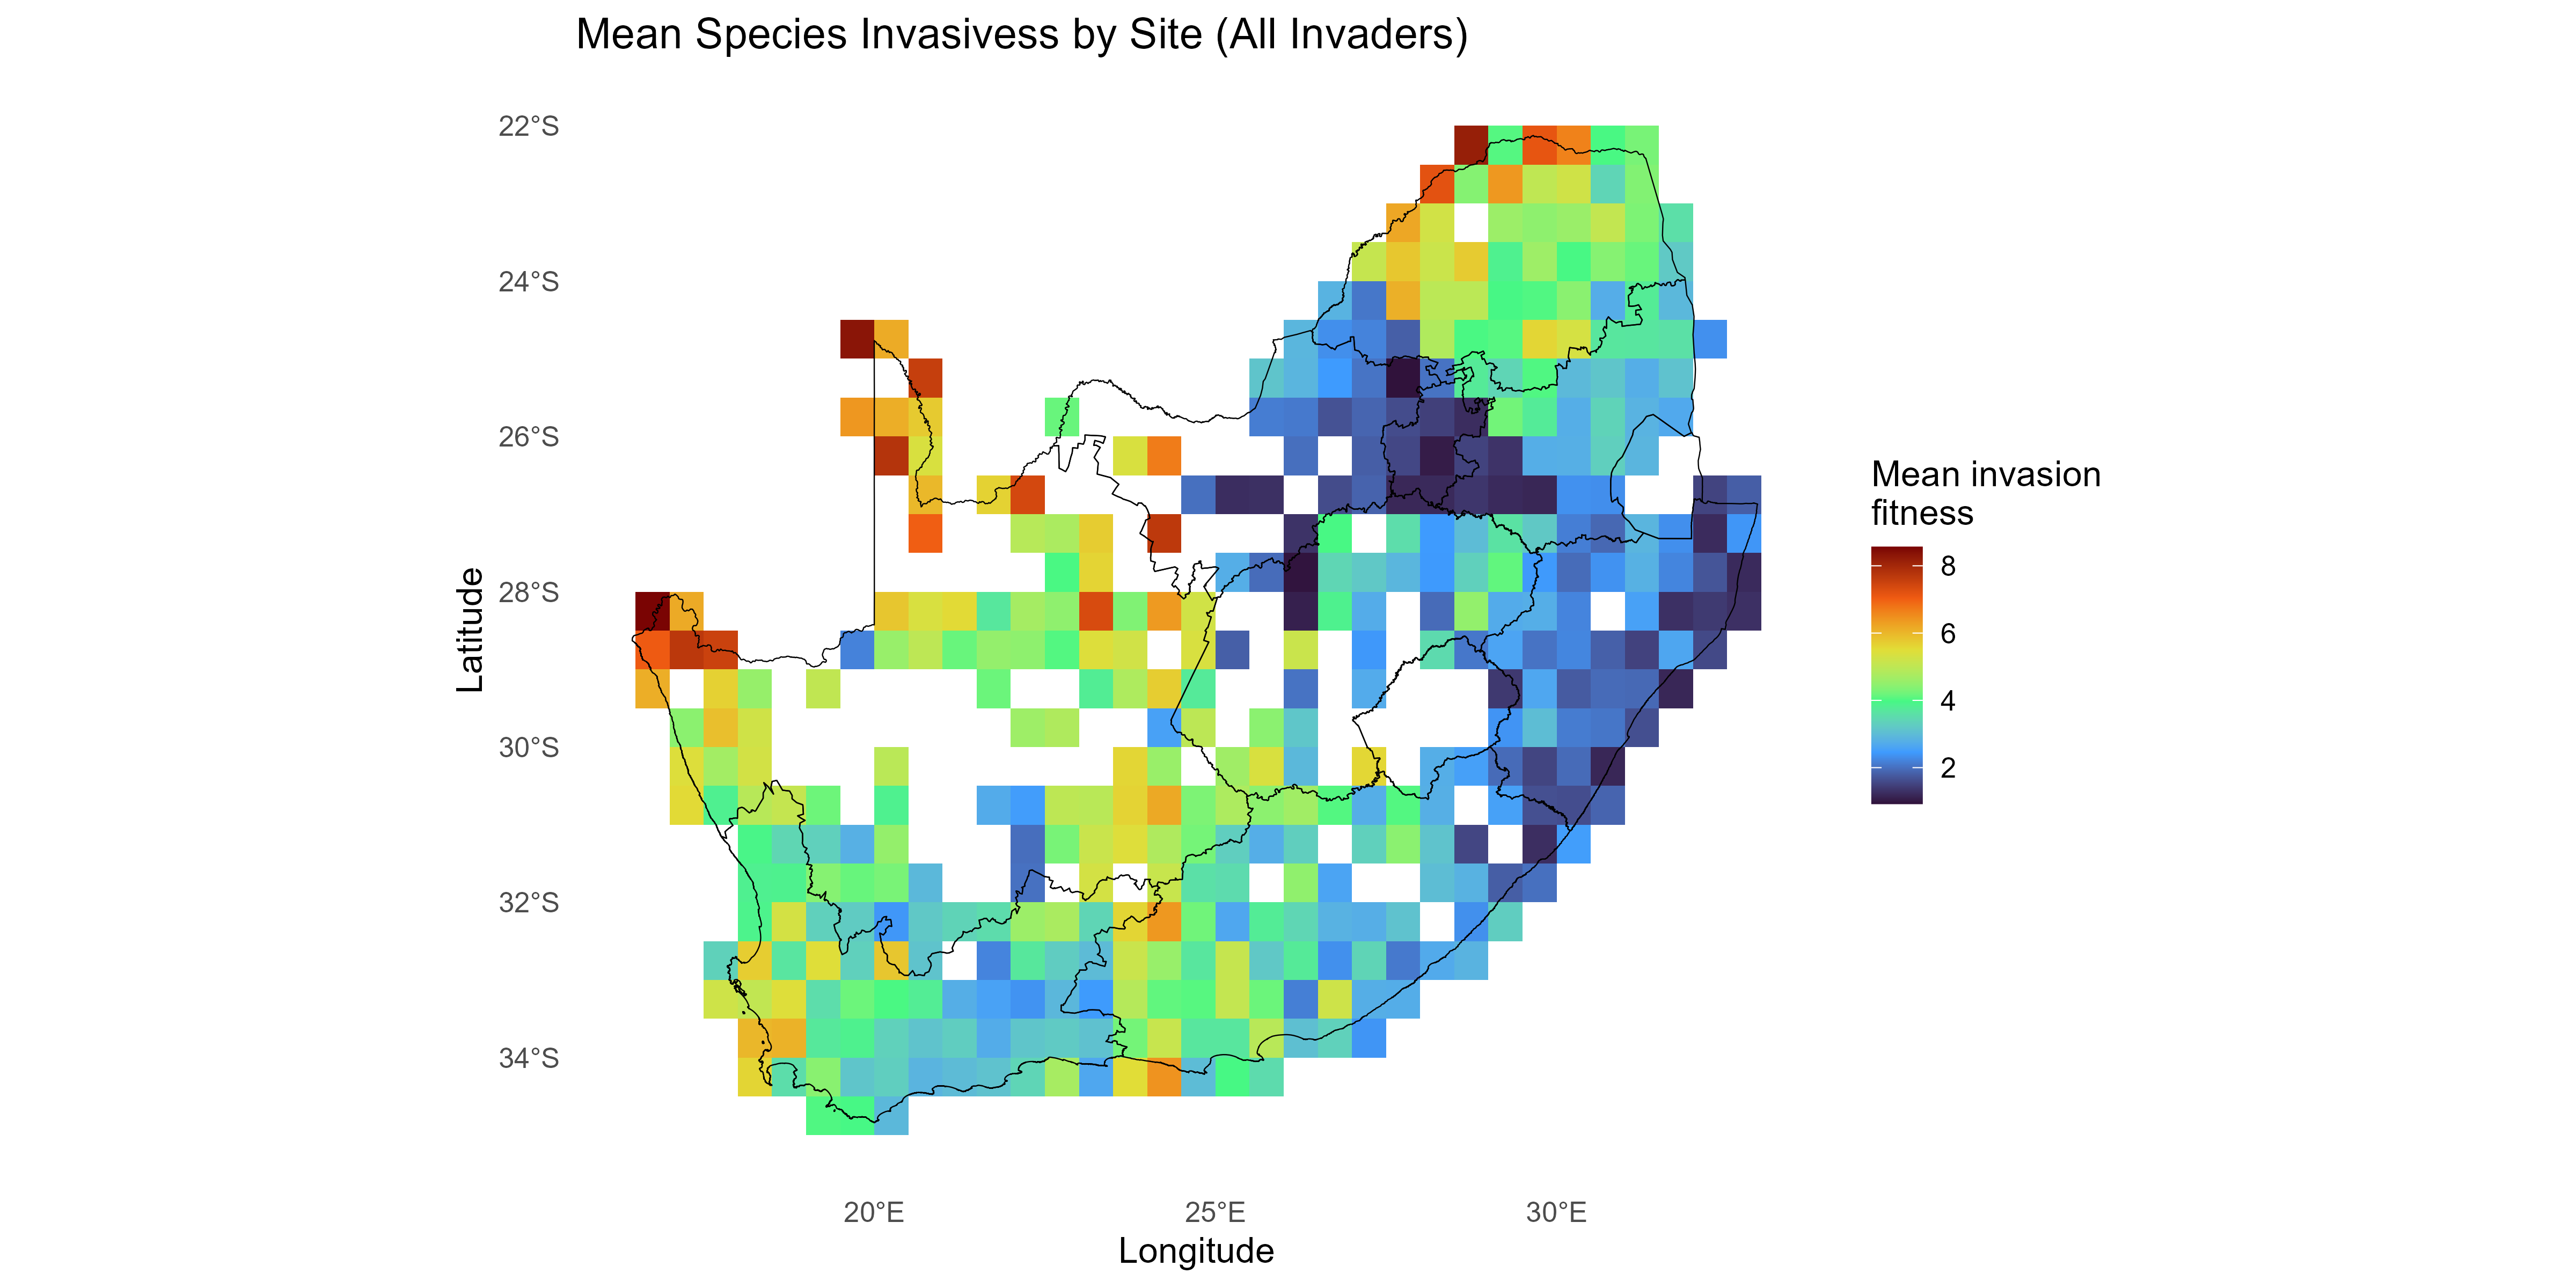 Mean Species Invasivess by Site (All Invaders)
22°S
24°S
26°S
28°S
30°S
32°S
34°S
Latitude
20°E
25°E
30°E
Longitude
Mean invasion
fitness
8
6
4
2